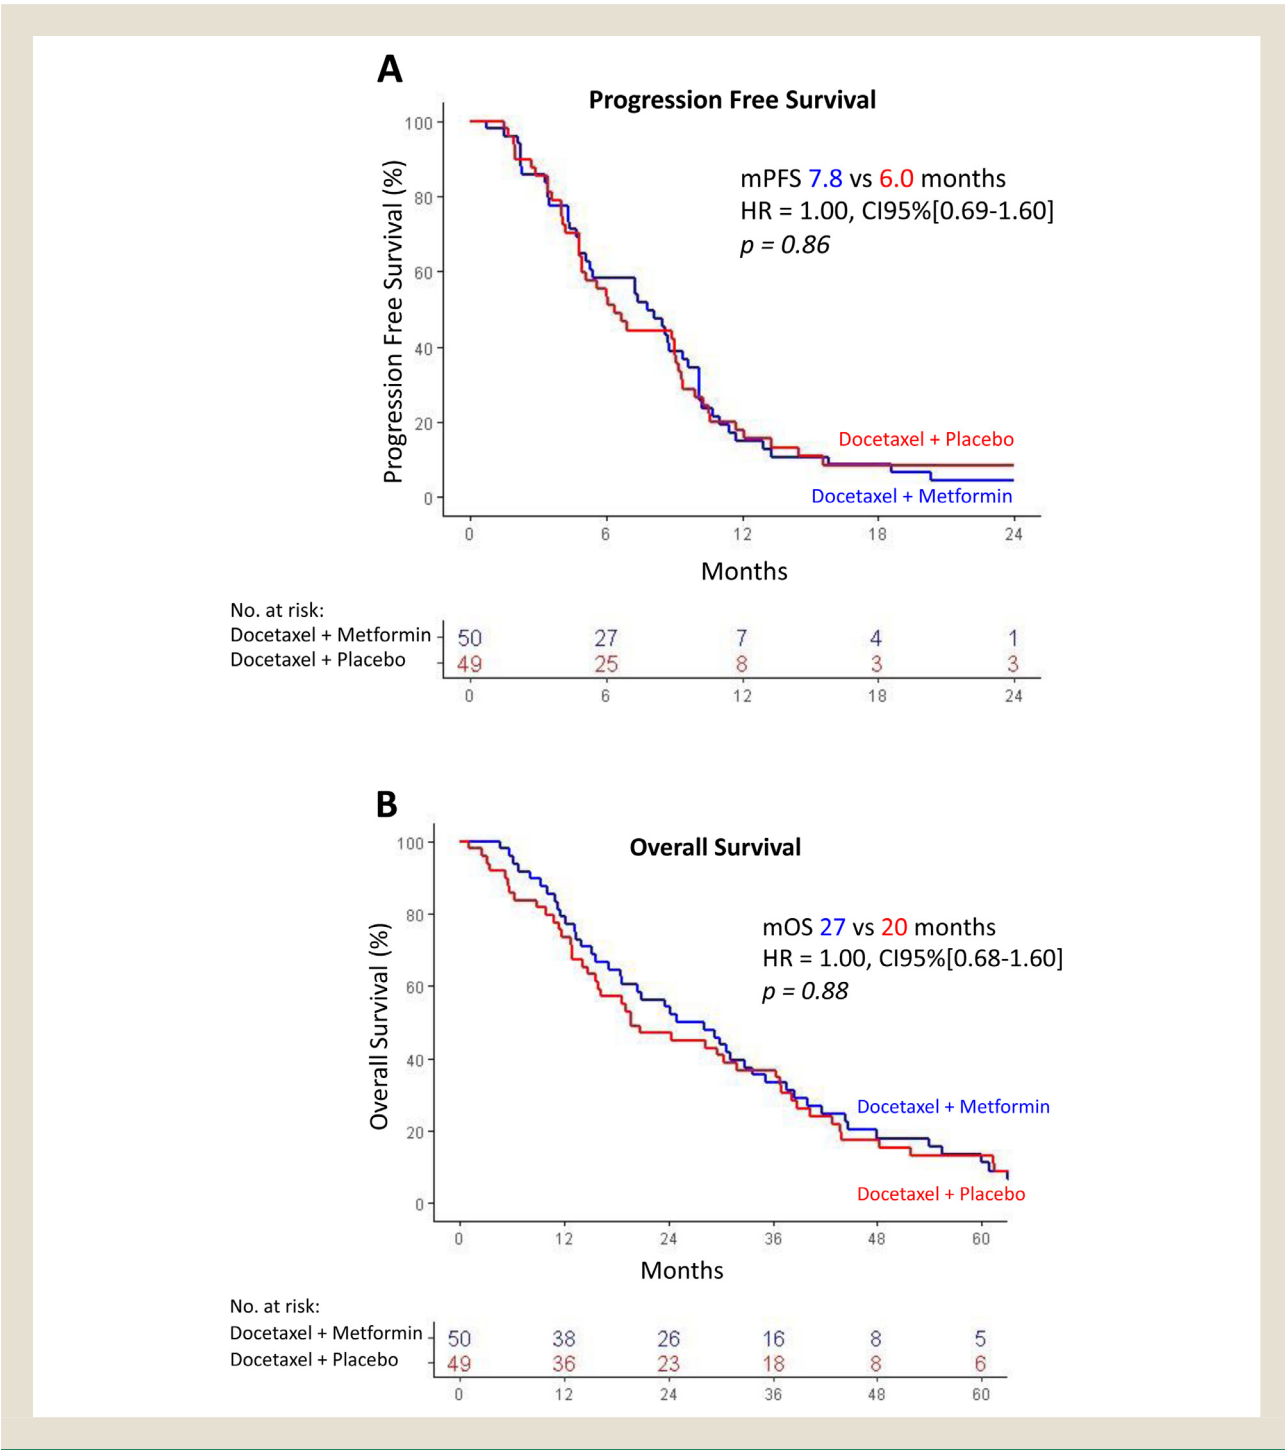 A
Progression Free Survival
Progression Free Survival (%)
100
80
60
40
20
0
mPFS 7.8 vs 6.0 months
HR = 1.00, CI95%[0.69-1.60]
p = 0.86
Docetaxel + Placebo
Docetaxel + Metformin
0 6 12 18 24
Months
No. at risk:
Docetaxel + Metformin 50 27 7 4 1
Docetaxel + Placebo 49 25 8 3 3
0 6 12 18 24
B
Overall Survival
Overall Survival (%)
100
80
60
40
20
0
mOS 27 vs 20 months
HR = 1.00, CI95%[0.68-1.60]
p = 0.88
Docetaxel + Metformin
Docetaxel + Placebo
0 12 24 36 48 60
Months
No. at risk:
Docetaxel + Metformin 50 38 26 16 8 5
Docetaxel + Placebo 49 36 23 18 8 6
0 12 24 36 48 60